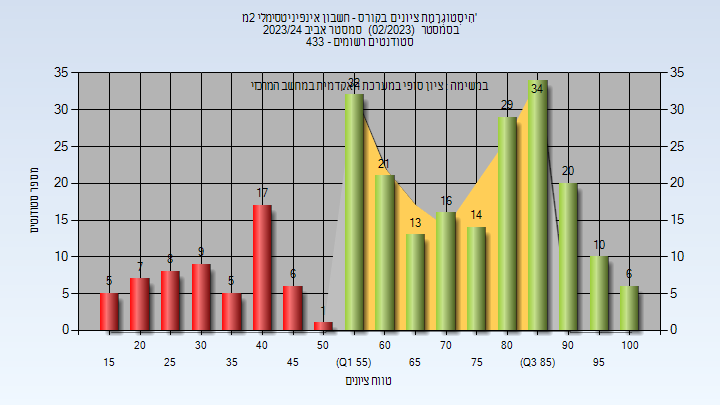 היסטוגרמת ציונים בקורס - חשבון אינפיניטסימלי 2מ'
בסמסטר (02/2023) סמסטר אביב 2023/24
סטודנטים רשומים - 433
במשימה: ציון סופי במערכת האקדמית במחשב המרכזי
מספר סטודנטים
35 35
30 30
25 25
20 20
15 15
10 10
5 5
0 0
5 7 8 9 5 17 6 1 32 21 13 16 14 29 34 20 10 6
20 30 40 50 60 70 80 90 100
15 25 35 45 (Q1 55) 65 75 (Q3 85) 95
טווח ציונים